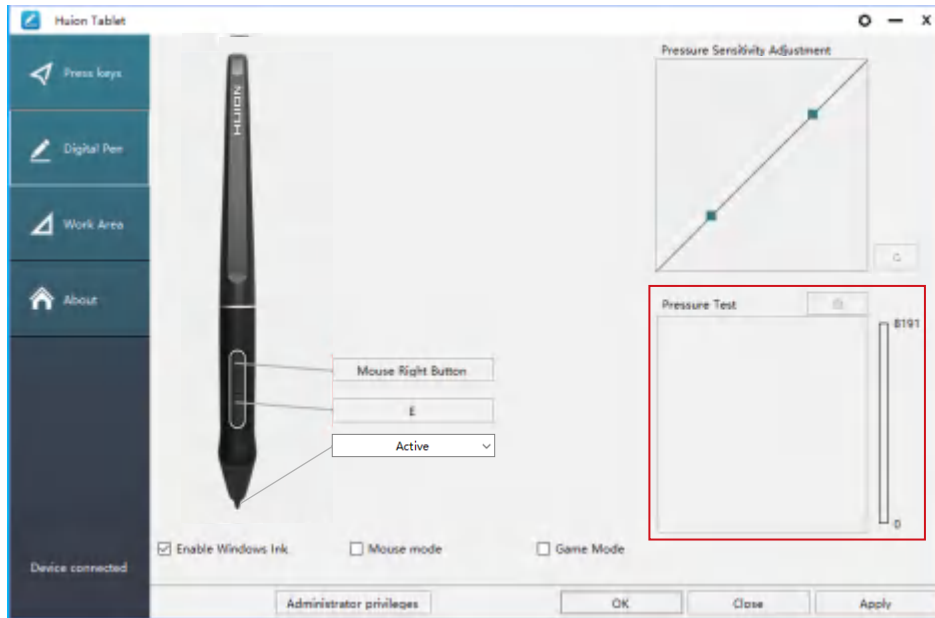 Huion Tablet
Press keys
Digital Pen
Work Area
About
Device connected
HUION
Mouse Right Button
E
Active
Enable Windows Ink
Mouse mode
Game Mode
Pressure Sensitivity Adjustment
Pressure Test
8191
0
Administrator privileges
OK
Close
Apply